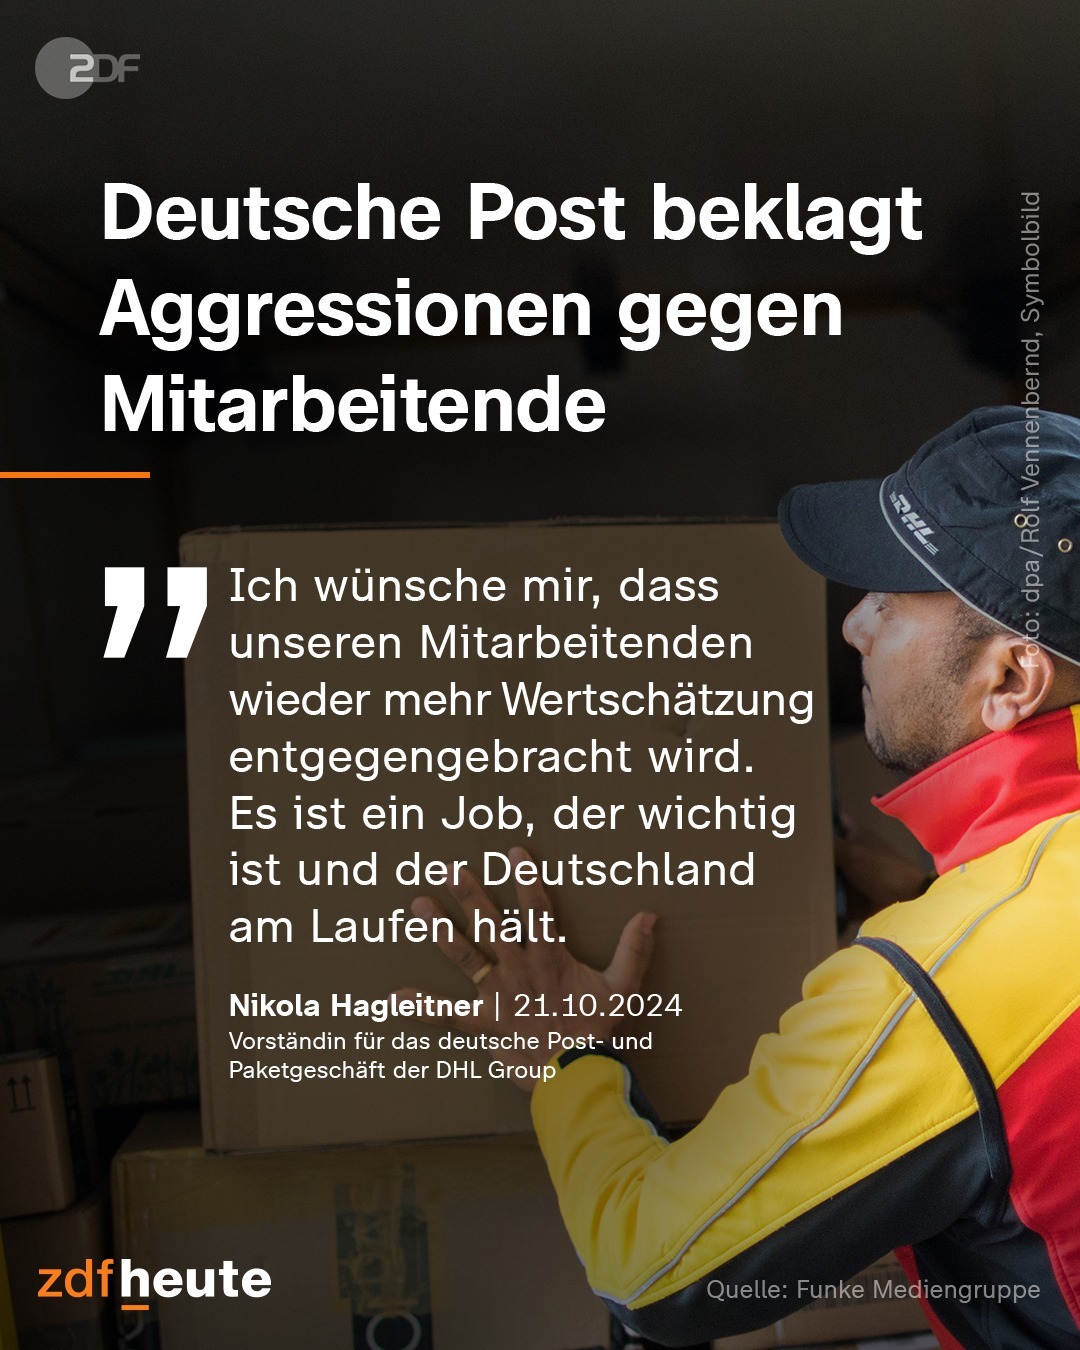 ZDF
Deutsche Post beklagt
Aggressionen gegen
Mitarbeitende
Foto: dpa/Rolf Vennenbernd, Symbolbild
DHL
„Ich wünsche mir, dass
unseren Mitarbeitenden
wieder mehr Wertschätzung
entgegengebracht wird.
Es ist ein Job, der wichtig
ist und der Deutschland
am Laufen hält.
Nikola Hagleitner | 21.10.2024
Vorständin für das deutsche Post- und
Paketgeschäft der DHL Group
zdfheute
Quelle: Funke Mediengruppe